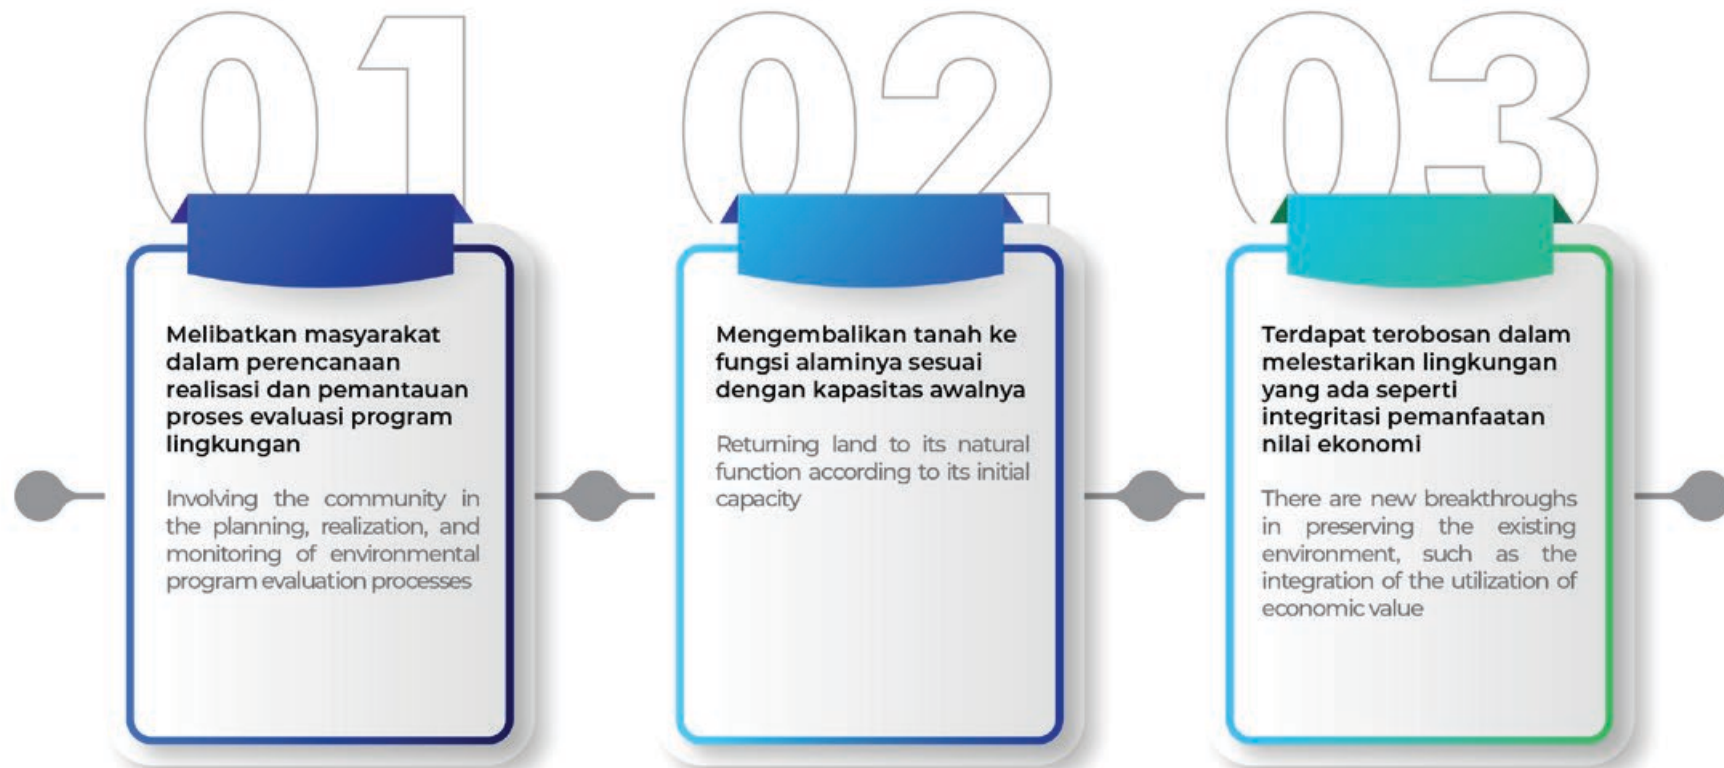 01
Melibatkan masyarakat
dalam perencanaan
realisasi dan pemantauan
proses evaluasi program
lingkungan
Involving the community in
the planning, realization, and
monitoring of environmental
program evaluation processes
02
Mengembalikan tanah ke
fungsi alaminya sesuai
dengan kapasitas awalnya
Returning land to its natural
function according to its initial
capacity
03
Terdapat terobosan dalam
melestarikan lingkungan
yang ada seperti
integritasi pemanfaatan
nilai ekonomi
There are new breakthroughs
in preserving the existing
environment, such as the
integration of the utilization of
economic value